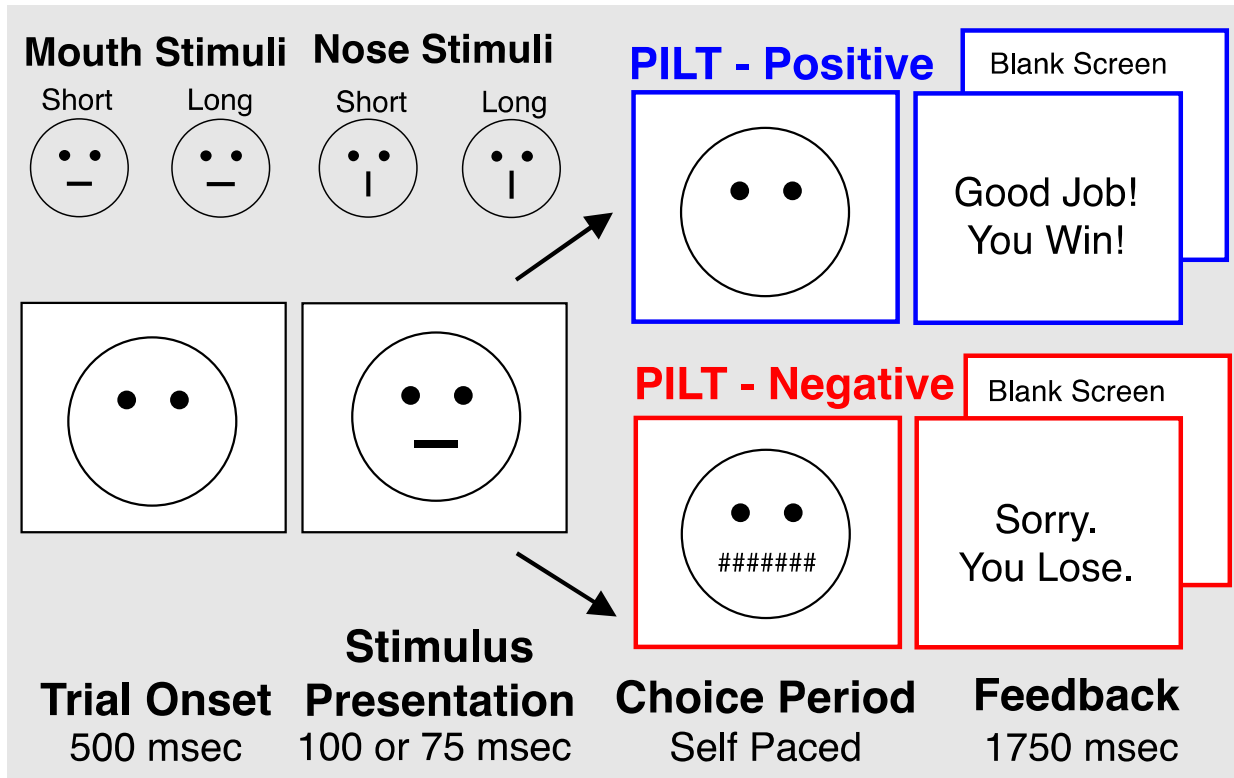 Mouth Stimuli
Nose Stimuli
Short
Long
Short
Long
PILT - Positive
Blank Screen
Good Job!
You Win!
PILT - Negative
Blank Screen
#######
Sorry.
You Lose.
Trial Onset
500 msec
Stimulus
Presentation
100 or 75 msec
Choice Period
Self Paced
Feedback
1750 msec